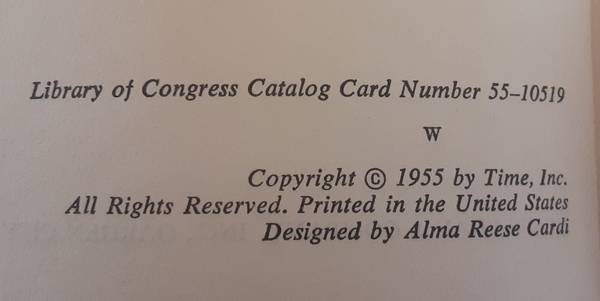 Library of Congress Catalog Card Number 55–10519
W
Copyright © 1955 by Time, Inc.
All Rights Reserved. Printed in the United States
Designed by Alma Reese Cardi